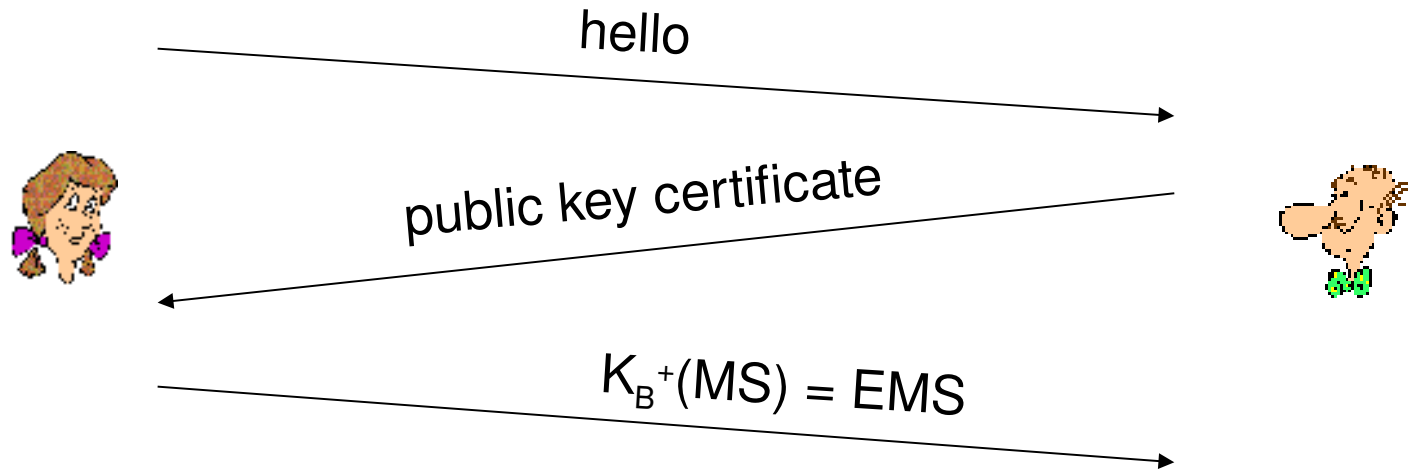 hello
public key certificate
K_B^+(MS) = EMS